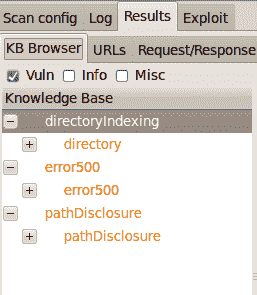 Scan config Log Results Exploit
KB Browser URLs Request/Response
Vuln Info Misc
Knowledge Base
directoryIndexing
directory
error500
error500
pathDisclosure
pathDisclosure